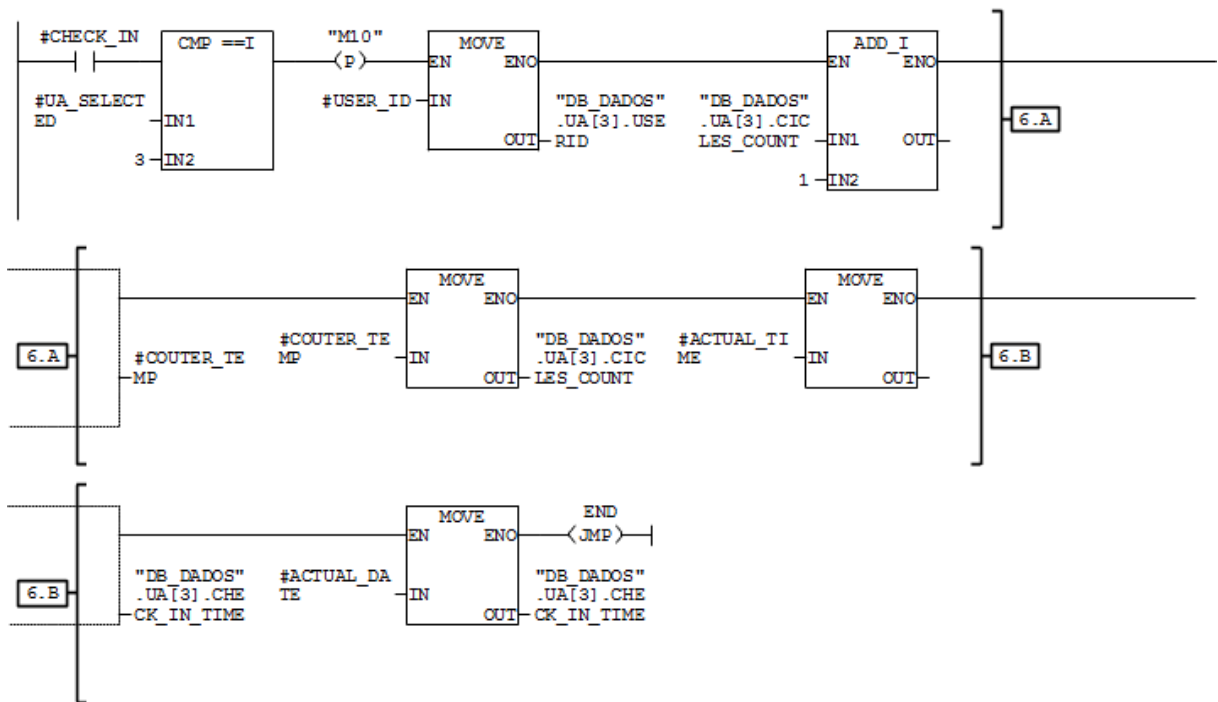 #CHECK_IN CMP ==I "M10" MOVE ADD_I
(P) EN ENO EN ENO
#UA_SELECT
ED IN1 #USER_ID IN "DB_DADOS" "DB_DADOS"
.UA[3].USE .UA[3].CIC
3 IN2 OUT RID LES_COUNT IN1 OUT 6.A
1 IN2
MOVE MOVE
EN ENO EN ENO
6.A #COUTER_TE #COUTER_TE "DB_DADOS" #ACTUAL_TI 6.B
MP MP IN .UA[3].CIC ME IN
OUT LES_COUNT OUT
MOVE END
EN ENO (JMP)
6.B "DB_DADOS" #ACTUAL_DA "DB_DADOS"
.UA[3].CHE TE IN .UA[3].CHE
CK_IN_TIME OUT CK_IN_TIME